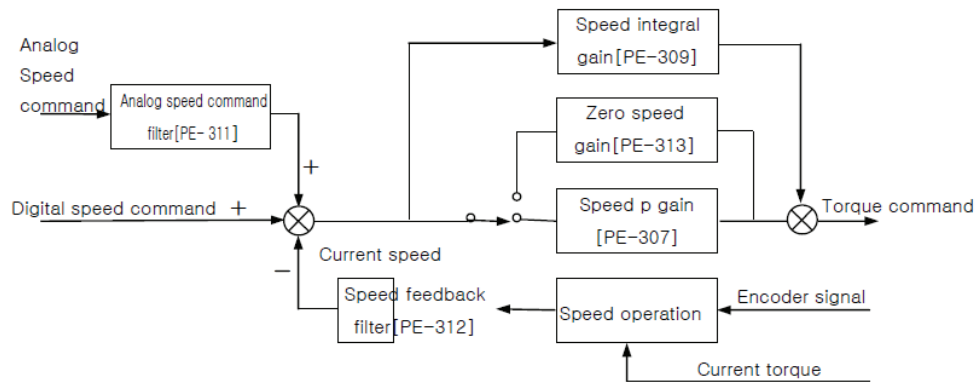 Analog
Speed
command
Analog speed command
filter[PE- 311]
+
Digital speed command +
−
Speed integral
gain[PE-309]
Zero speed
gain[PE-313]
Speed p gain
[PE-307]
Torque command
Current speed
Speed feedback
filter[PE-312]
Speed operation
Encoder signal
Current torque